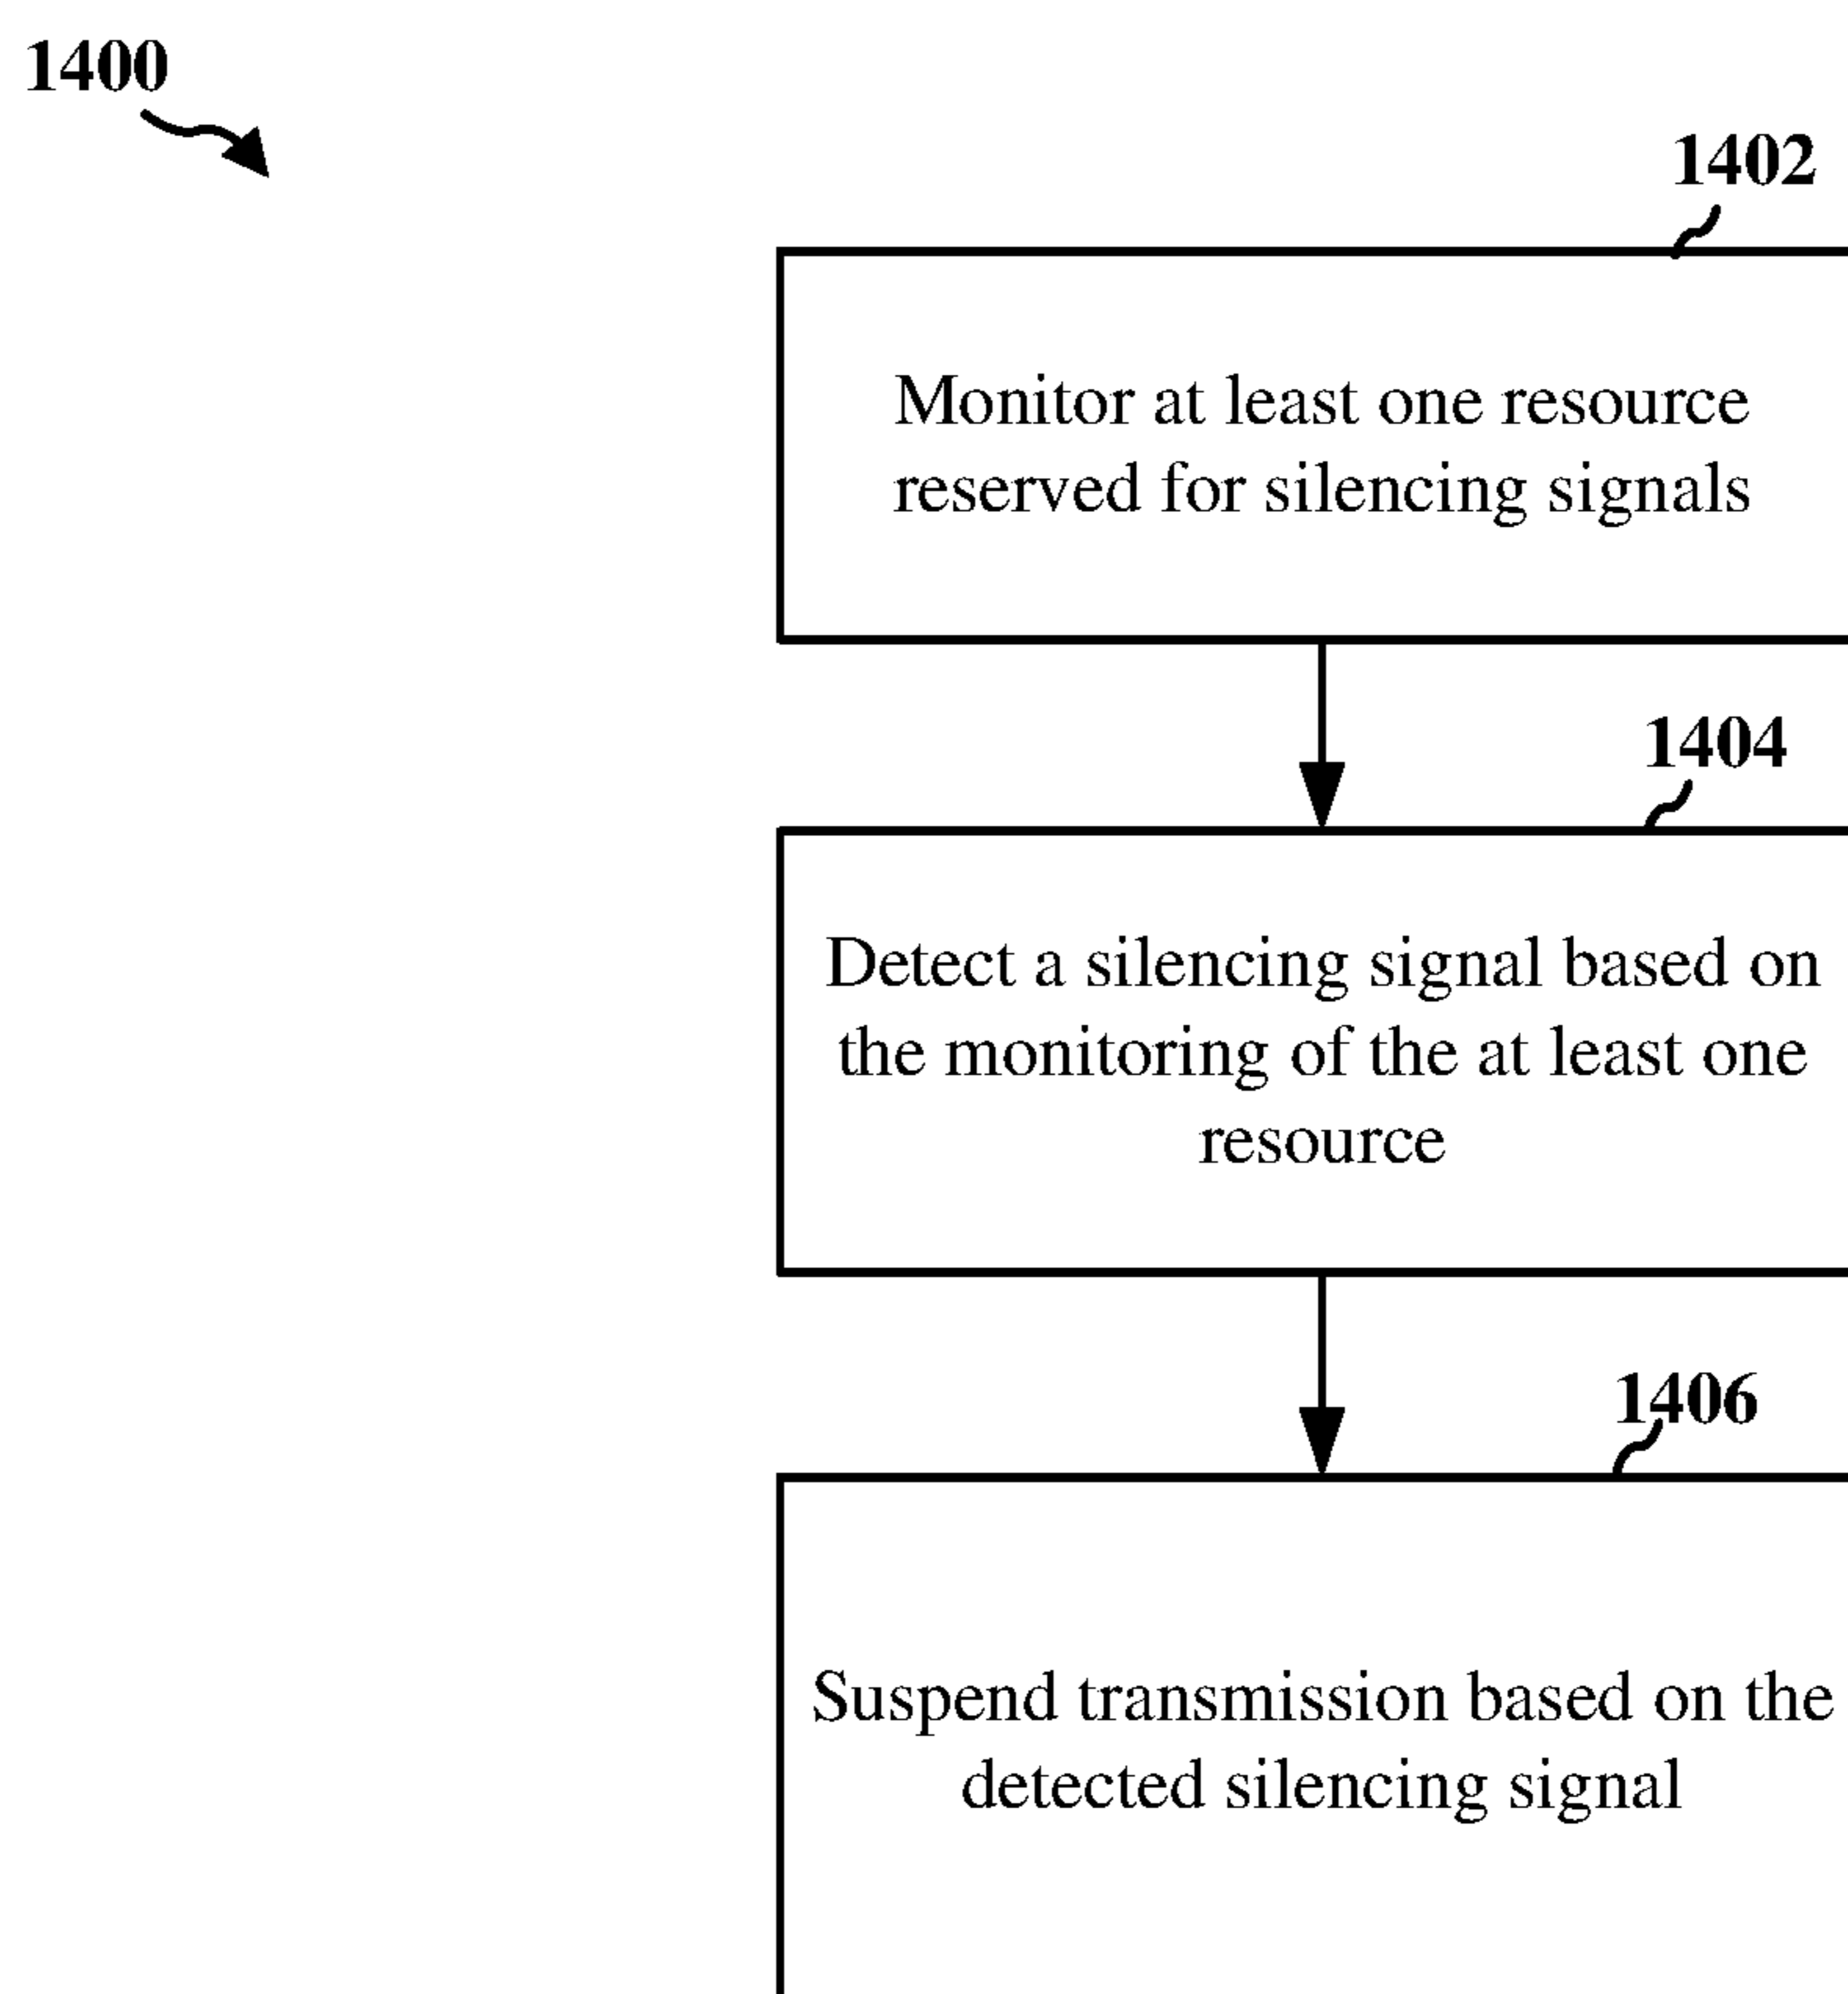 1400
1402
Monitor at least one resource
reserved for silencing signals
1404
Detect a silencing signal based on
the monitoring of the at least one
resource
1406
Suspend transmission based on the
detected silencing signal